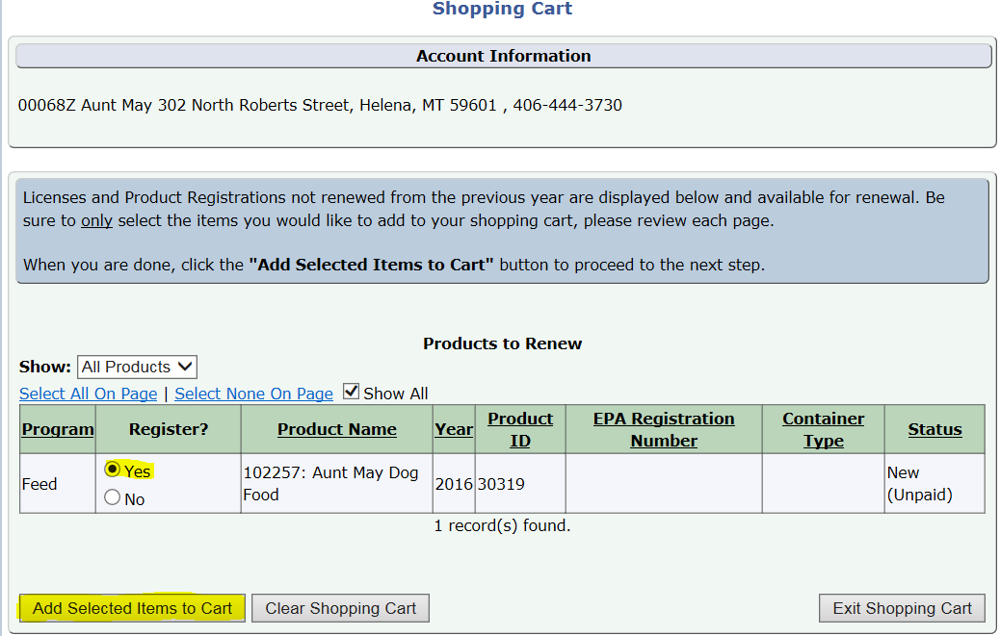 Shopping Cart
Account Information
00068Z Aunt May 302 North Roberts Street, Helena, MT 59601 , 406-444-3730
Licenses and Product Registrations not renewed from the previous year are displayed below and available for renewal. Be
sure to only select the items you would like to add to your shopping cart, please review each page.
When you are done, click the "Add Selected Items to Cart" button to proceed to the next step.
Products to Renew
Show: All Products
Select All On Page | Select None On Page Show All
Program Register? Product Name Year Product ID EPA Registration Number Container Type Status
Feed Yes No 102257: Aunt May Dog Food 2016 30319 New (Unpaid)
1 record(s) found.
Add Selected Items to Cart Clear Shopping Cart Exit Shopping Cart